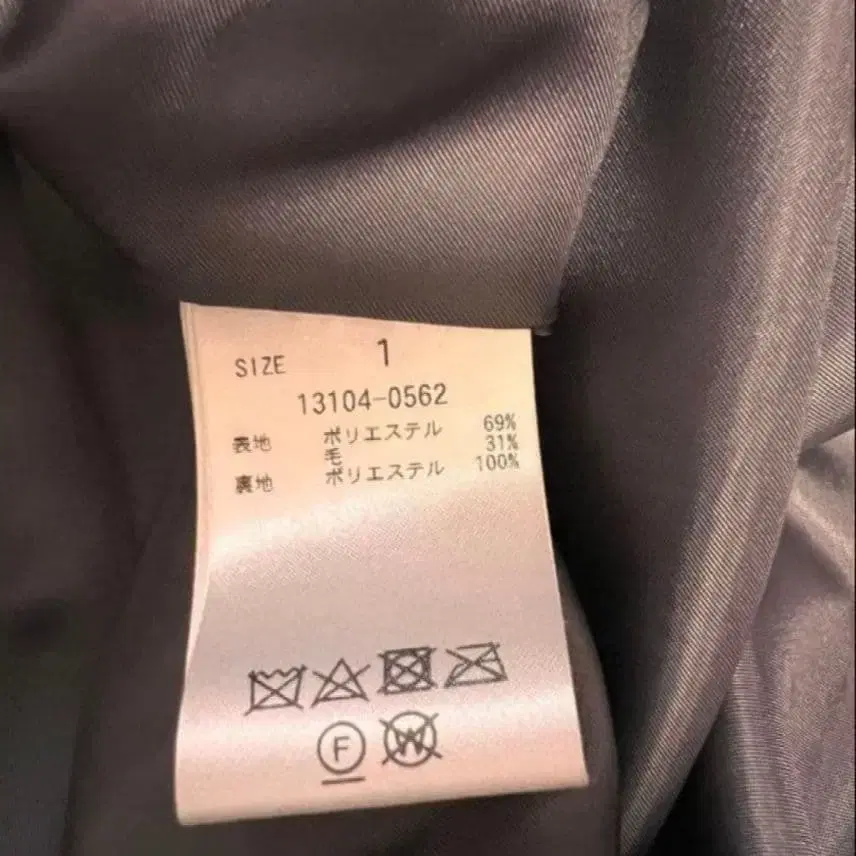 SIZE 1
13104-0562
表地 ポリエステル 69%
毛 31%
裏地 ポリエステル 100%
F W